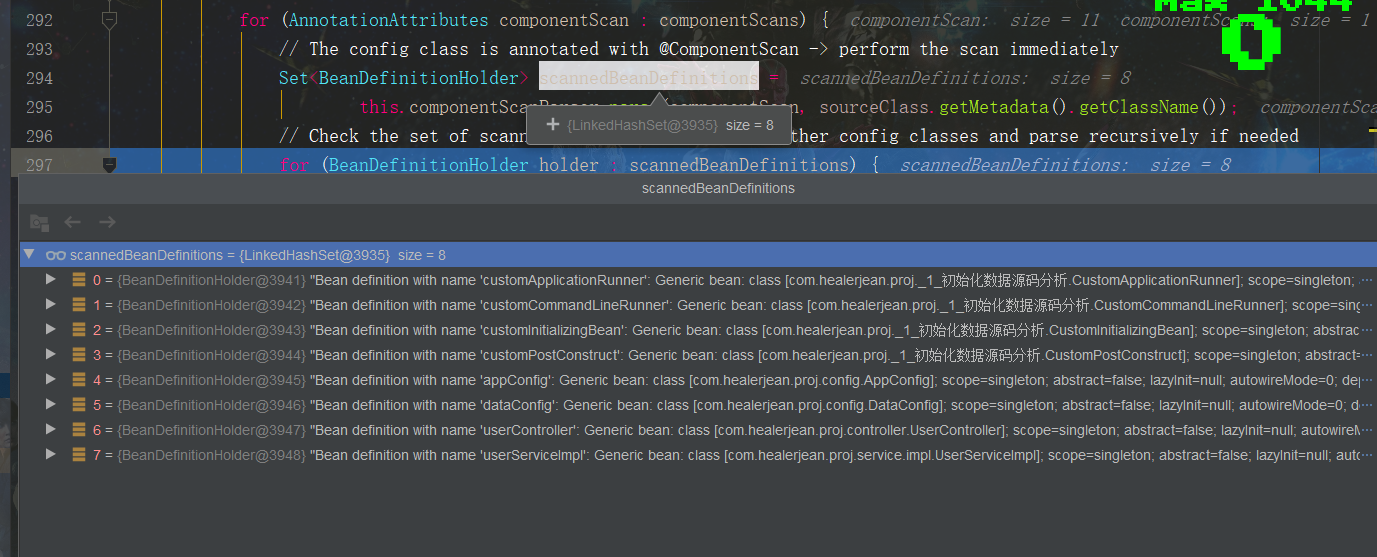 Max 1044
0
292 for (AnnotationAttributes componentScan : componentScans) { componentScan: size = 11 componentScans: size = 1
293 // The config class is annotated with @ComponentScan -> perform the scan immediately
294 Set<BeanDefinitionHolder> scannedBeanDefinitions = scannedBeanDefinitions: size = 8
295 this.componentScanParser.parse(componentScan, sourceClass.getMetadata().getClassName()); componentSca
+ {LinkedHashSet@3935} size = 8
296 // Check the set of scann ther config classes and parse recursively if needed
297 for (BeanDefinitionHolder holder : scannedBeanDefinitions) { scannedBeanDefinitions: size = 8
scannedBeanDefinitions
scannedBeanDefinitions = {LinkedHashSet@3935} size = 8
0 = {BeanDefinitionHolder@3941} "Bean definition with name 'customApplicationRunner': Generic bean: class [com.healerjean.proj._1_初始化数据源码分析.CustomApplicationRunner]; scope=singleton; ...
1 = {BeanDefinitionHolder@3942} "Bean definition with name 'customCommandLineRunner': Generic bean: class [com.healerjean.proj._1_初始化数据源码分析.CustomCommandLineRunner]; scope=sing...
2 = {BeanDefinitionHolder@3943} "Bean definition with name 'customInitializingBean': Generic bean: class [com.healerjean.proj._1_初始化数据源码分析.CustomInitializingBean]; scope=singleton; abstrac...
3 = {BeanDefinitionHolder@3944} "Bean definition with name 'customPostConstruct': Generic bean: class [com.healerjean.proj._1_初始化数据源码分析.CustomPostConstruct]; scope=singleton; abstract=...
4 = {BeanDefinitionHolder@3945} "Bean definition with name 'appConfig': Generic bean: class [com.healerjean.proj.config.AppConfig]; scope=singleton; abstract=false; lazyInit=null; autowireMode=0; dep...
5 = {BeanDefinitionHolder@3946} "Bean definition with name 'dataConfig': Generic bean: class [com.healerjean.proj.config.DataConfig]; scope=singleton; abstract=false; lazyInit=null; autowireMode=0; d...
6 = {BeanDefinitionHolder@3947} "Bean definition with name 'userController': Generic bean: class [com.healerjean.proj.controller.UserController]; scope=singleton; abstract=false; lazyInit=null; autowireM...
7 = {BeanDefinitionHolder@3948} "Bean definition with name 'userServiceImpl': Generic bean: class [com.healerjean.proj.service.impl.UserServiceImpl]; scope=singleton; abstract=false; lazyInit=null; auto...